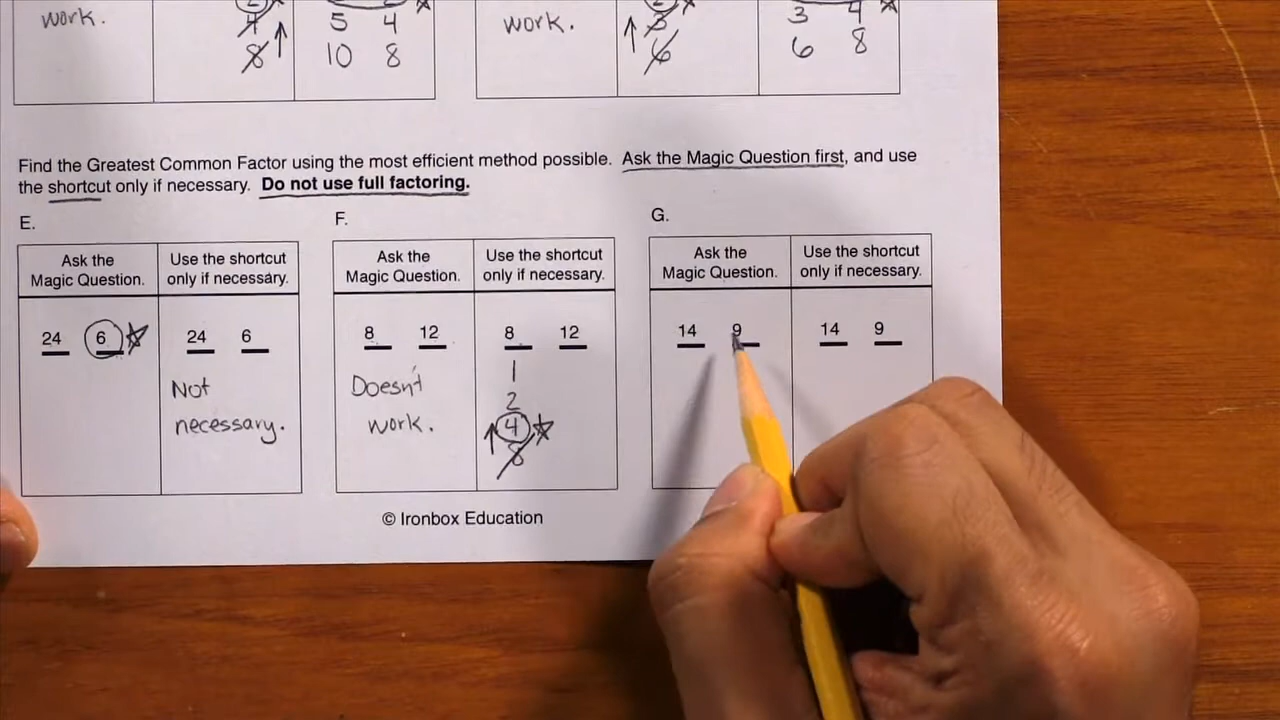 work.
4
8
5 4
10 8
work.
3
6
3 4
6 8
Find the Greatest Common Factor using the most efficient method possible. Ask the Magic Question first, and use
the shortcut only if necessary. Do not use full factoring.
E.
Ask the
Magic Question.
Use the shortcut
only if necessary.
24 6
24 6
Not
necessary.
F.
Ask the
Magic Question.
Use the shortcut
only if necessary.
8 12
Doesn't
work.
8 12
1
2
4
8
G.
Ask the
Magic Question.
Use the shortcut
only if necessary.
14 9
14 9
© Ironbox Education